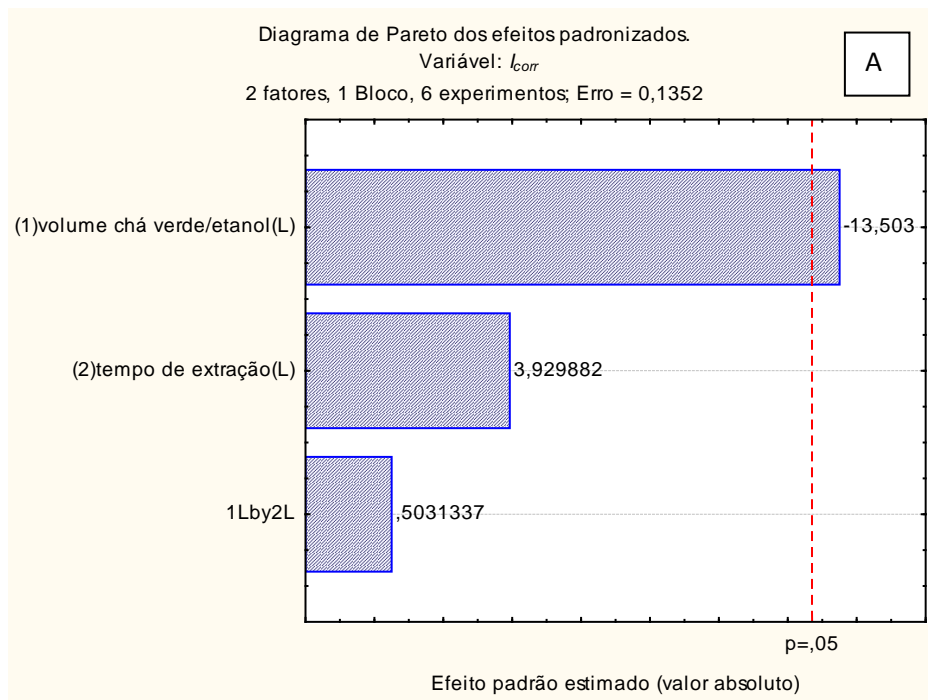 Diagrama de Pareto dos efeitos padronizados.
Variável: Icorr
A
2 fatores, 1 Bloco, 6 experimentos; Erro = 0,1352
(1)volume chá verde/etanol(L)
-13,503
(2)tempo de extração(L)
3,929882
1Lby2L
,5031337
p=,05
Efeito padrão estimado (valor absoluto)